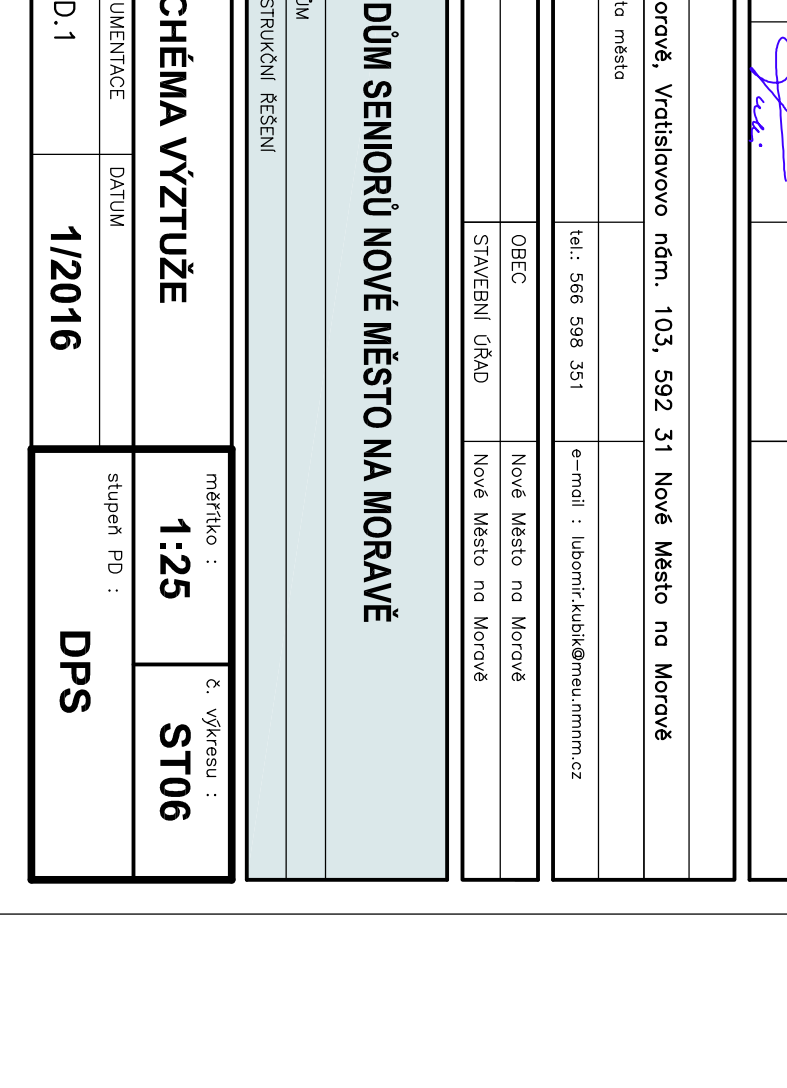 oravě, Vratislavovo nám. 103, 592 31 Nové Město na Moravě
ta města
tel.: 566 598 351
e-mail : lubomir.kubik@meu.nmnm.cz
OBEC
Nové Město na Moravě
STAVEBNÍ ÚŘAD
Nové Město na Moravě
DŮM SENIORŮ NOVÉ MĚSTO NA MORAVĚ
ŮM
STRUKČNÍ ŘEŠENÍ
CHÉMA VÝZTUŽE
měřítko :
1:25
č. výkresu :
ST06
UMENTACE
D.1
DATUM
1/2016
stupeň PD :
DPS